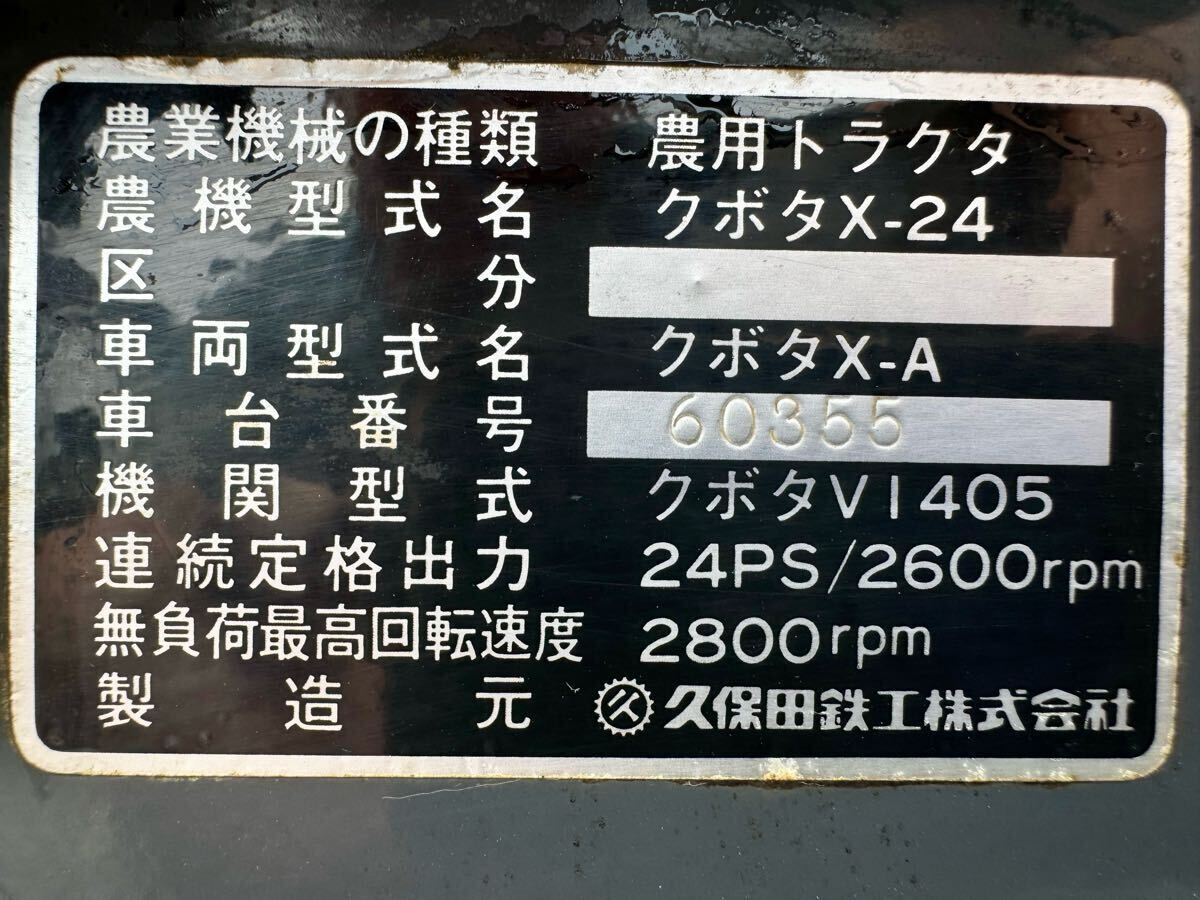 農業機械の種類 農用トラクタ
農機型式名 クボタX-24
区分
車両型式名 クボタX-A
車台番号 60355
機関型式 クボタV1405
連続定格出力 24PS/2600rpm
無負荷最高回転速度 2800rpm
製造元 久 久保田鉄工株式会社